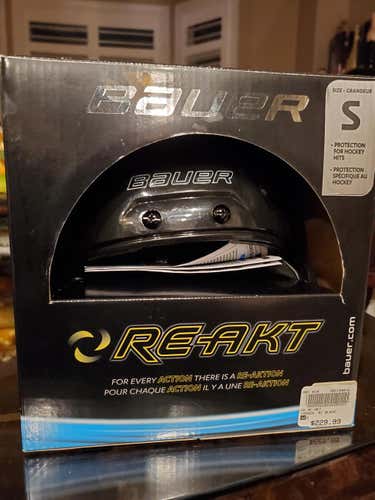 BAUER
SIZE - GRANDEUR
S
• PROTECTION
FOR HOCKEY
HITS
• PROTECTION
SPÉCIFIQUE AU
HOCKEY
BAUER
RE-AKT
FOR EVERY ACTION THERE IS A RE-AKTION
POUR CHAQUE ACTION IL Y A UNE RE-AKTION
bauer.com
$229.99